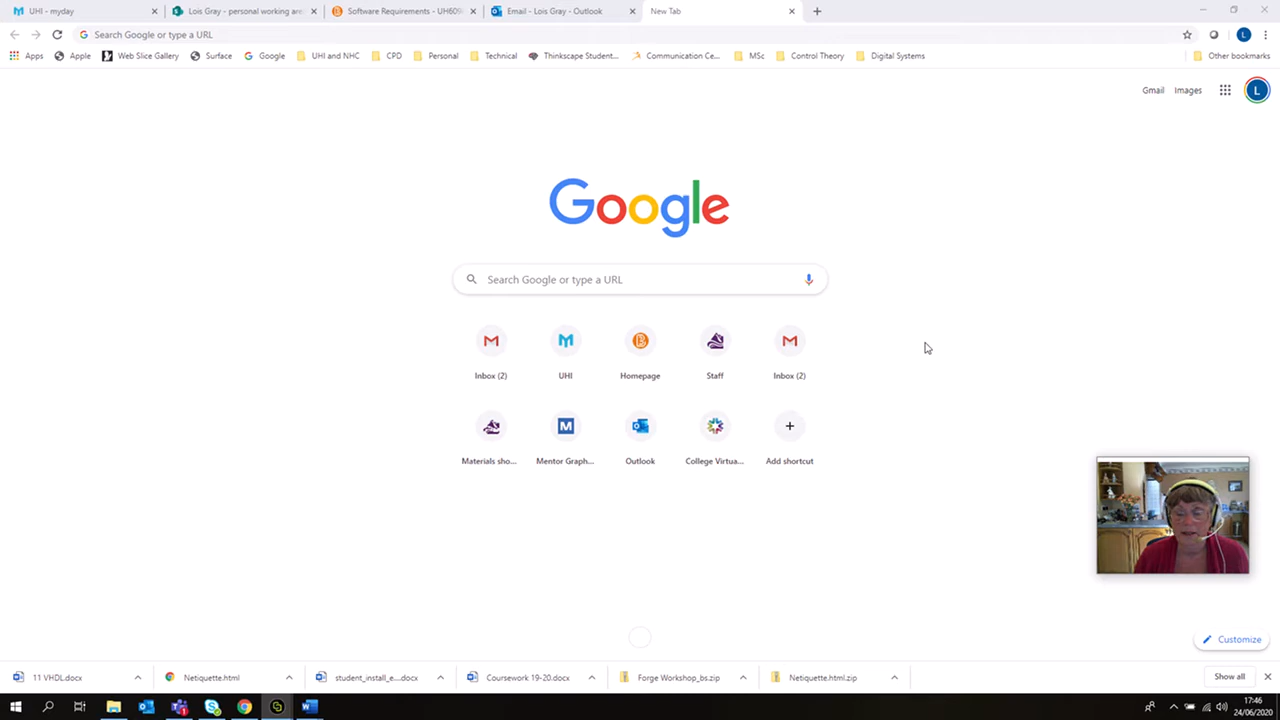 UHI - myday
Lois Gray - personal working are
Software Requirements - UH609
Email - Lois Gray - Outlook
New Tab
Search Google or type a URL
Apps
Apple
Web Slice Gallery
Surface
Google
UHI and NHC
CPD
Personal
Technical
Thinkscape Student...
Communication Ce...
MSc
Control Theory
Digital Systems
Other bookmarks
Gmail
Images
L
Google
Search Google or type a URL
Inbox (2)
UHI
Homepage
Staff
Inbox (2)
Materials sho...
Mentor Graph...
Outlook
College Virtua...
Add shortcut
Customize
11 VHDL.docx
Netiquette.html
student_install_e....docx
Coursework 19-20.docx
Forge Workshop_bs.zip
Netiquette.html.zip
Show all
17:46
24/06/2020